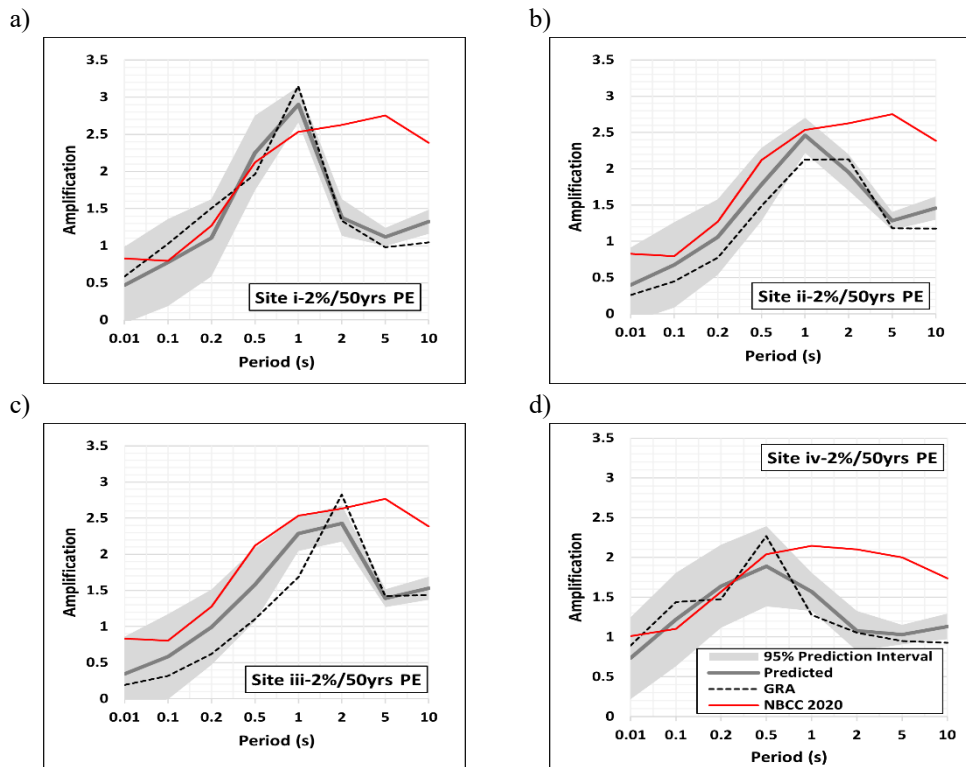 a)
3.5
3
2.5
2
1.5
1
0.5
0
Amplification
Site i-2%/50yrs PE
0.01 0.1 0.2 0.5 1 2 5 10
Period (s)
b)
3.5
3
2.5
2
1.5
1
0.5
0
Amplification
Site ii-2%/50yrs PE
0.01 0.1 0.2 0.5 1 2 5 10
Period (s)
c)
3.5
3
2.5
2
1.5
1
0.5
0
Amplification
Site iii-2%/50yrs PE
0.01 0.1 0.2 0.5 1 2 5 10
Period (s)
d)
3.5
3
2.5
2
1.5
1
0.5
0
Amplification
Site iv-2%/50yrs PE
95% Prediction Interval
Predicted
GRA
NBCC 2020
0.01 0.1 0.2 0.5 1 2 5 10
Period (s)